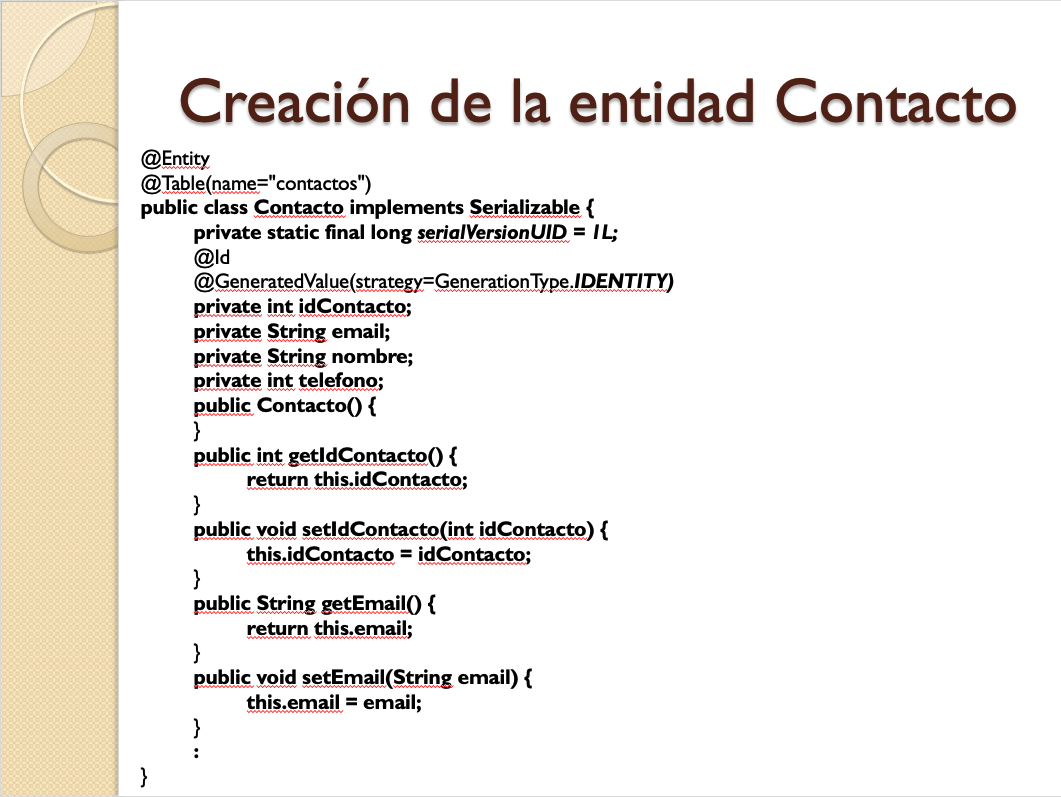 Creación de la entidad Contacto
@Entity
@Table(name="contactos")
public class Contacto implements Serializable {
private static final long serialVersionUID = 1L;
@Id
@GeneratedValue(strategy=GenerationType.IDENTITY)
private int idContacto;
private String email;
private String nombre;
private int telefono;
public Contacto() {
}
public int getIdContacto() {
return this.idContacto;
}
public void setIdContacto(int idContacto) {
this.idContacto = idContacto;
}
public String getEmail() {
return this.email;
}
public void setEmail(String email) {
this.email = email;
}
:
}